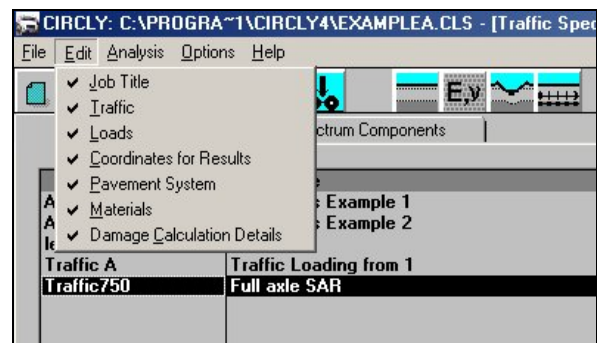 CIRCLY: C:\PROGRA~1\CIRCLY4\EXAMPLEA.CLS - [Traffic Spec
File Edit Analysis Options Help
Job Title
Traffic
Loads
Coordinates for Results
Pavement System
Materials
Damage Calculation Details
E,ν
ctrum Components
Example 1
Example 2
Traffic A Traffic Loading from 1
Traffic750 Full axle SAR